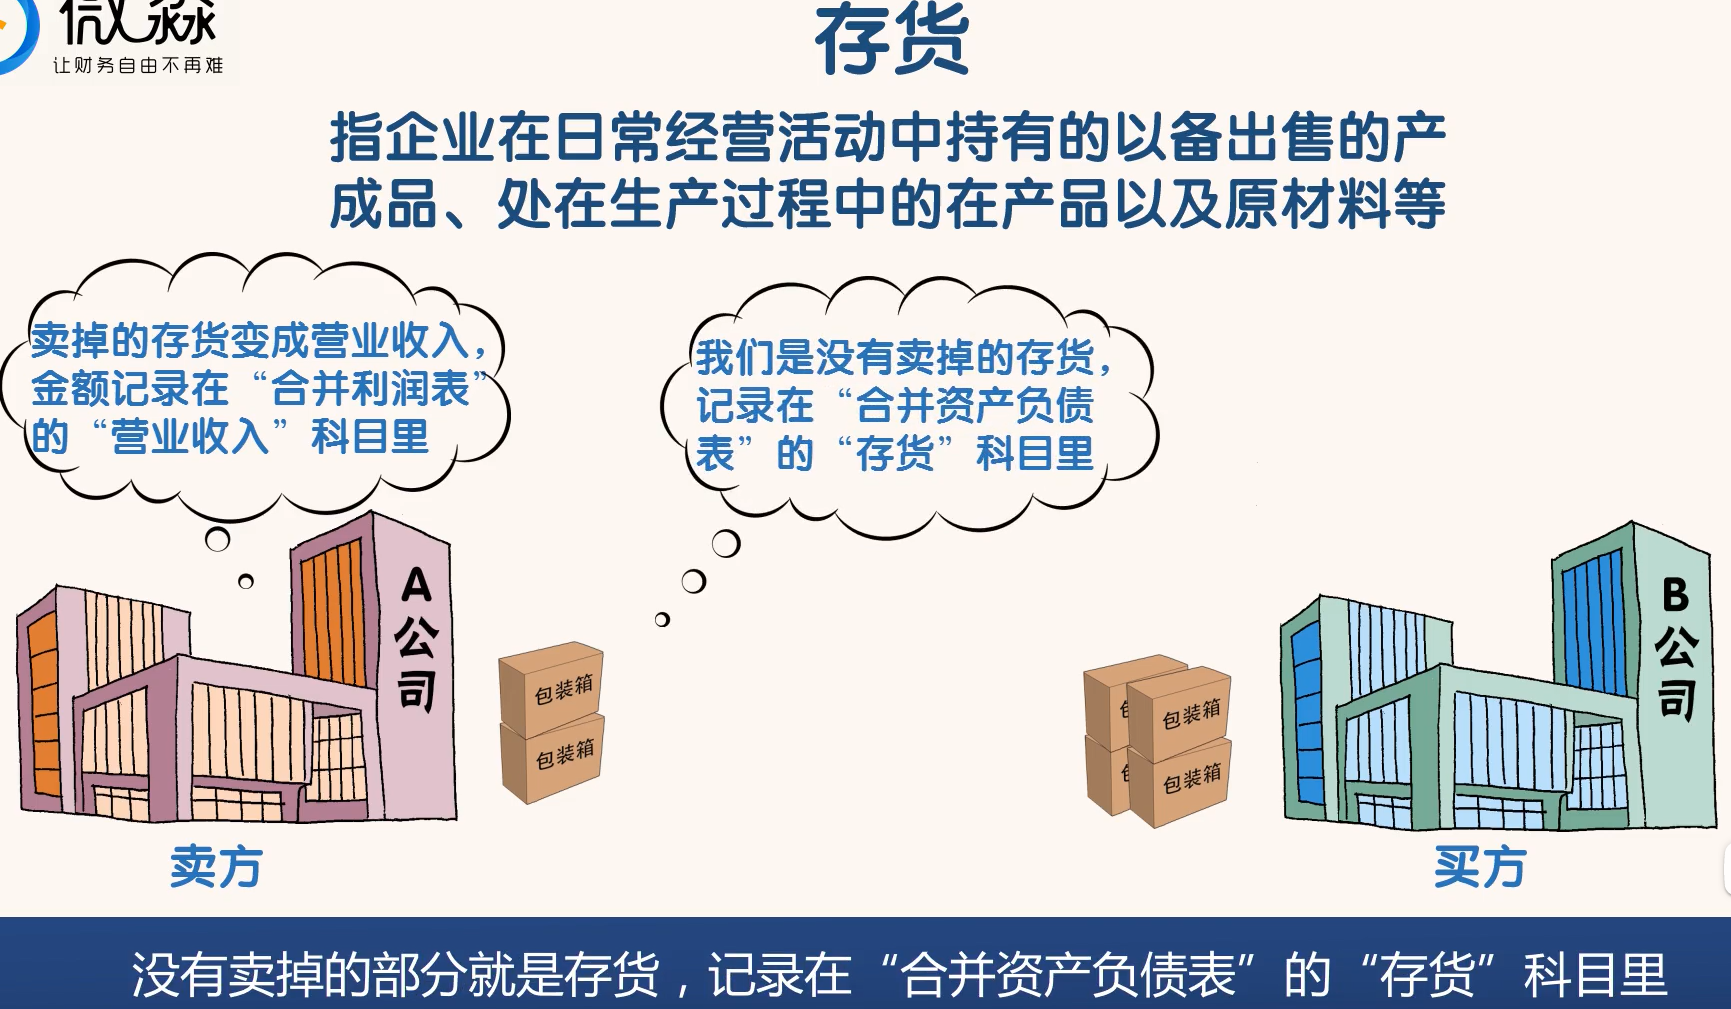 微淼
让财务自由不再难
存货
指企业在日常经营活动中持有的以备出售的产
成品、处在生产过程中的在产品以及原材料等
卖掉的存货变成营业收入，
金额记录在“合并利润表”
的“营业收入”科目里
我们是没有卖掉的存货，
记录在“合并资产负债
表”的“存货”科目里
A公司
B公司
包装箱
包装箱
包
包装箱
包
包装箱
卖方
买方
没有卖掉的部分就是存货，记录在“合并资产负债表”的“存货”科目里